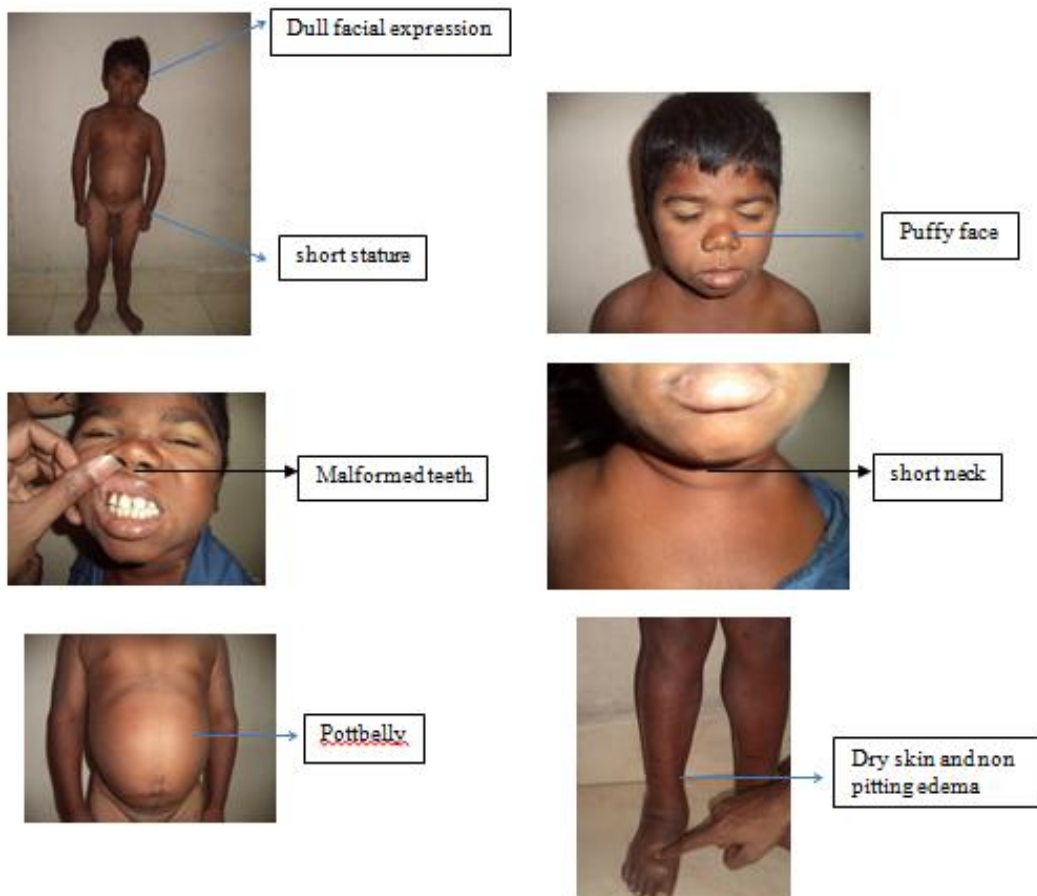 Dull facial expression
short stature
Puffy face
Malformed teeth
short neck
Pottbelly
Dry skin and non
pitting edema